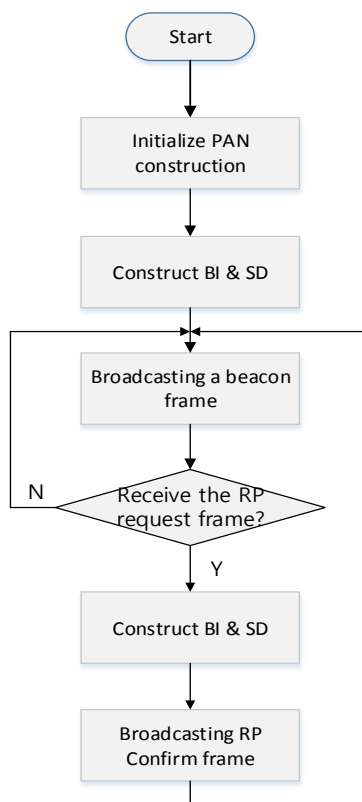 Start
Initialize PAN
construction
Construct BI & SD
Broadcasting a beacon
frame
N
Receive the RP
request frame?
Y
Construct BI & SD
Broadcasting RP
Confirm frame